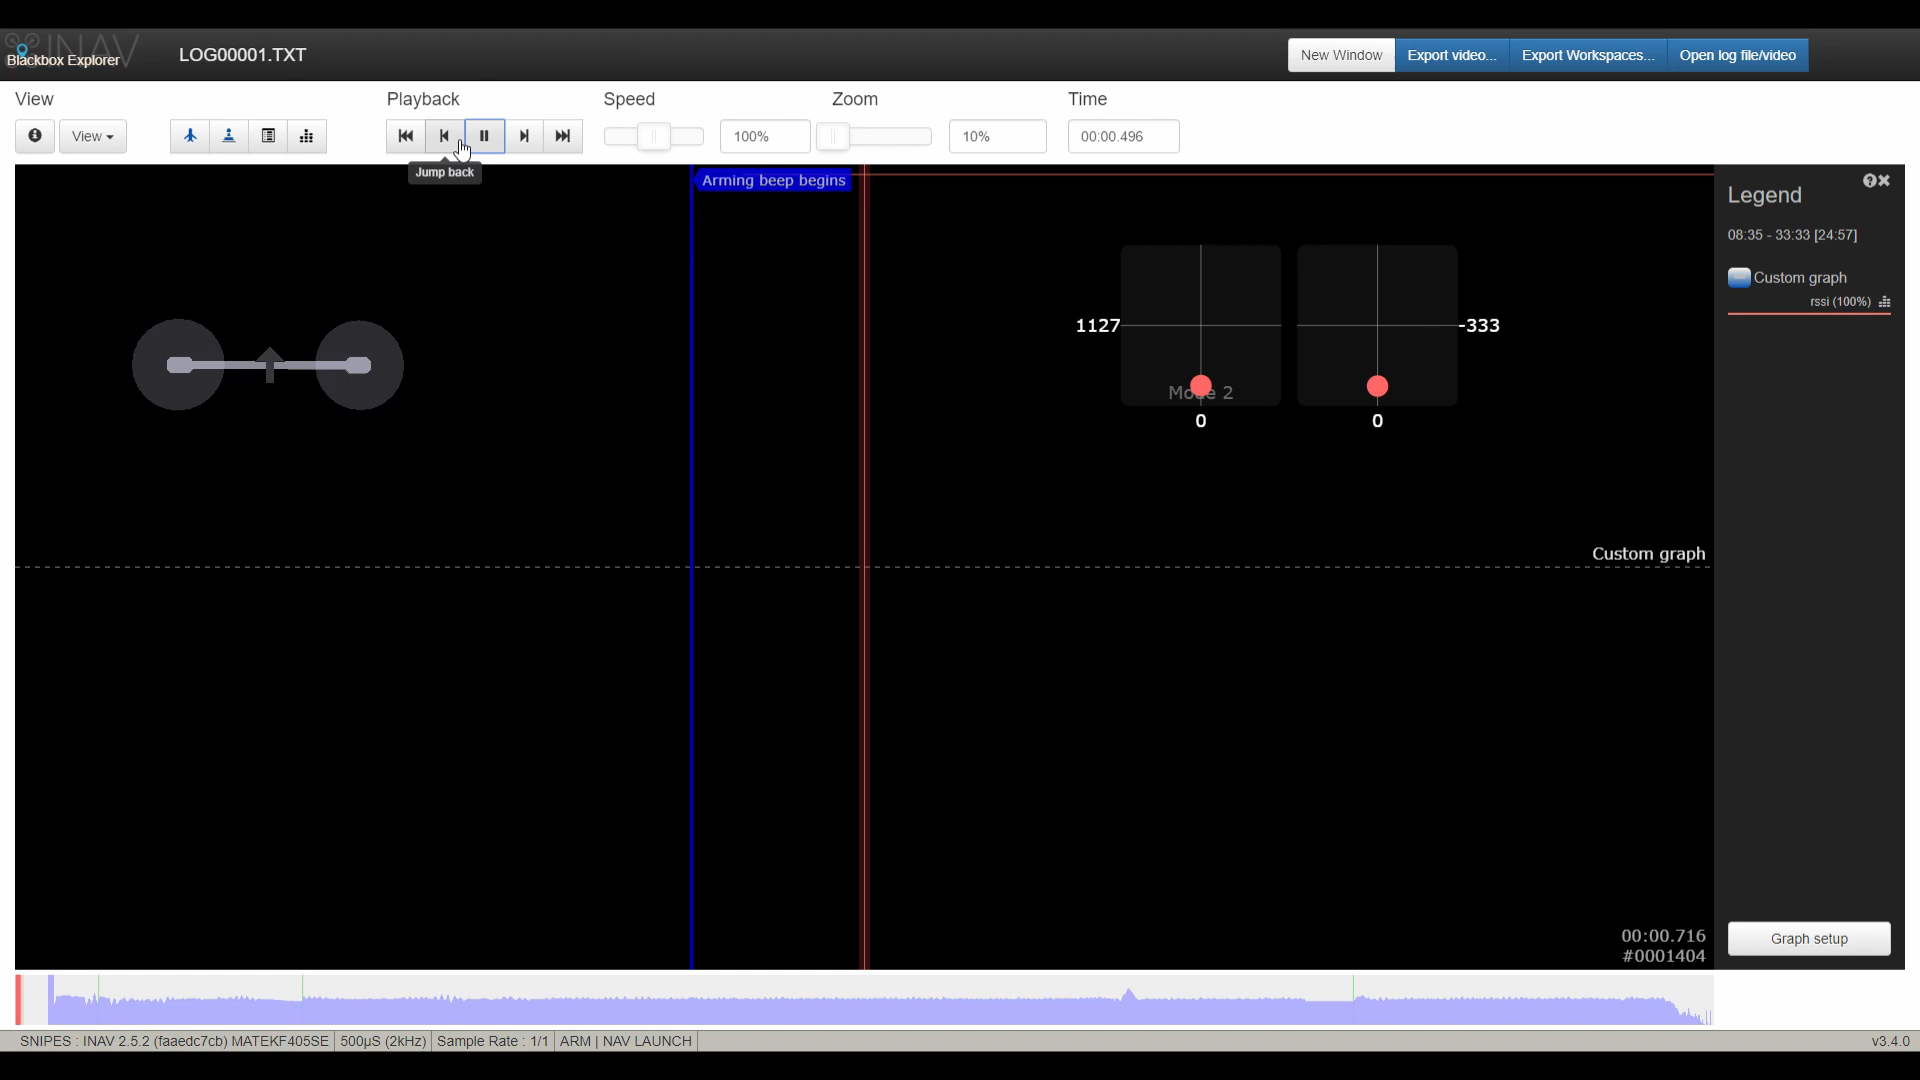 INAV
Blackbox Explorer
LOG00001.TXT
New Window
Export video...
Export Workspaces...
Open log file/video
View
Playback
Speed
Zoom
Time
View
100%
10%
00:00.496
Jump back
Arming beep begins
Legend
08:35 - 33:33 [24:57]
Custom graph
rssi (100%)
1127
-333
Mode 2
0
0
Custom graph
00:00.716
#0001404
Graph setup
SNIPES : INAV 2.5.2 (faaedc7cb) MATEKF405SE
500µS (2kHz)
Sample Rate : 1/1
ARM | NAV LAUNCH
v3.4.0